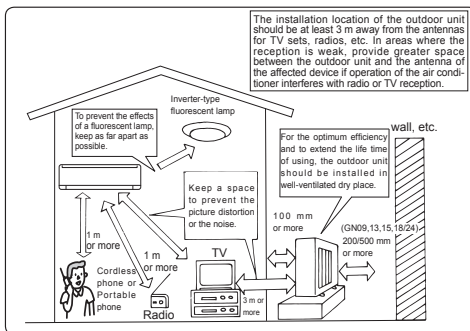 The installation location of the outdoor unit
should be at least 3 m away from the antennas
for TV sets, radios, etc. In areas where the
reception is weak, provide greater space
between the outdoor unit and the antenna of
the affected device if operation of the air condi-
tioner interferes with radio or TV reception.
Inverter-type
fluorescent lamp
To prevent the effects
of a fluorescent lamp,
keep as far apart as
possible.
For the optimum efficiency
and to extend the life time
of using, the outdoor unit
should be installed in
well-ventilated dry place.
wall, etc.
Keep a space
to prevent the
picture distortion
or the noise.
100 mm
or more
(GN09,13,15,18/24)
200/500 mm
or more
1 m
or more
1 m
or more
TV
Cordless
phone or
Portable
phone
Radio
3 m or
more